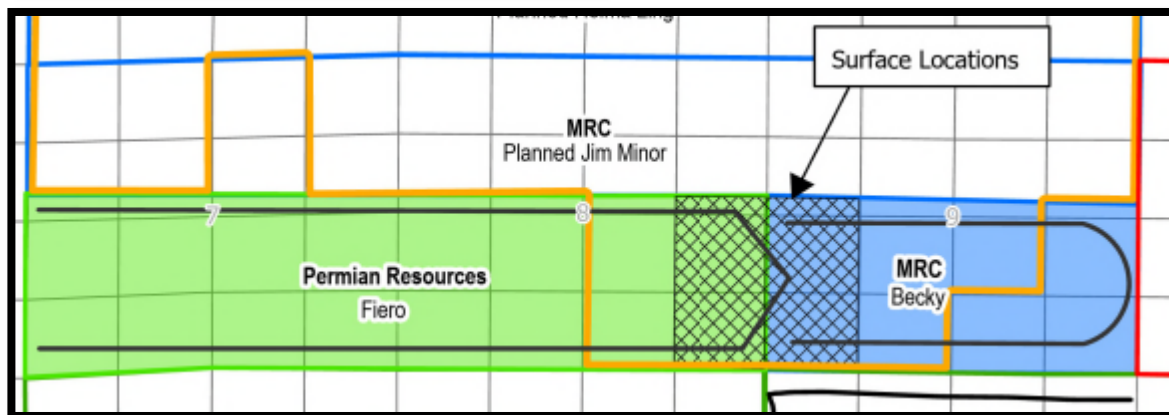 Surface Locations
MRC
Planned Jim Minor
7
8
9
Permian Resources
Fiero
MRC
Becky